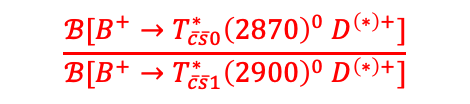 ℬ[B⁺ → T*c̄s̄0(2870)⁰ D⁽*⁾⁺]
ℬ[B⁺ → T*c̄s̄1(2900)⁰ D⁽*⁾⁺]